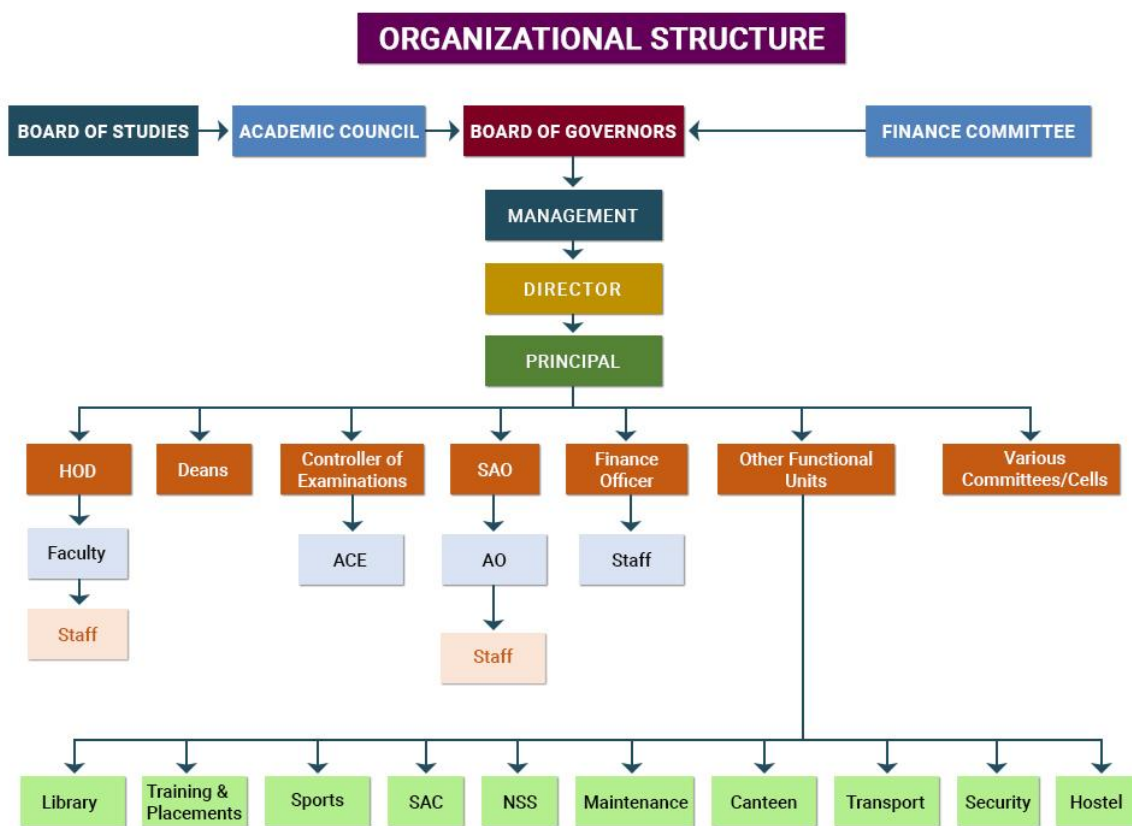 ORGANIZATIONAL STRUCTURE
BOARD OF STUDIES
ACADEMIC COUNCIL
BOARD OF GOVERNORS
FINANCE COMMITTEE
MANAGEMENT
DIRECTOR
PRINCIPAL
HOD
Deans
Controller of
Examinations
SAO
Finance
Officer
Other Functional
Units
Various
Committees/Cells
Faculty
ACE
AO
Staff
Staff
Staff
Library
Training &
Placements
Sports
SAC
NSS
Maintenance
Canteen
Transport
Security
Hostel